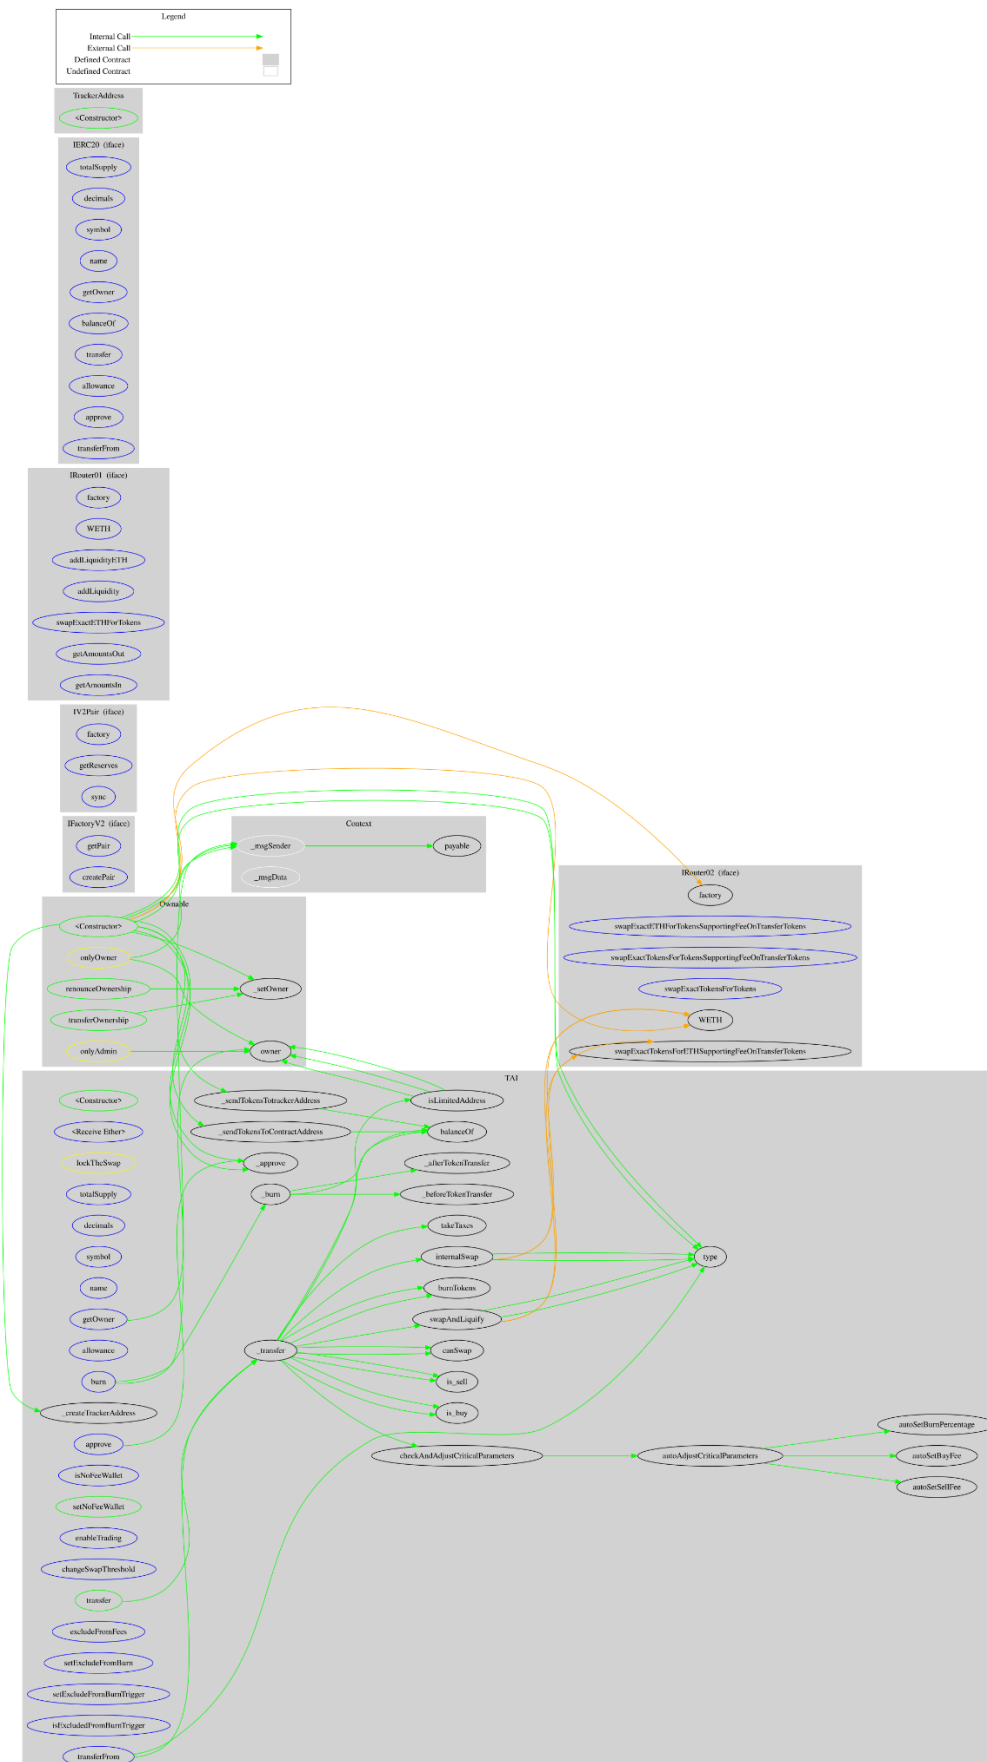 Legend
Internal Call
External Call
Defined Contract
Undefined Contract
TrackerAddress
<Constructor>
IERC20 (iface)
totalSupply
decimals
symbol
name
getOwner
balanceOf
transfer
allowance
approve
transferFrom
IRouter01 (iface)
factory
WETH
addLiquidityETH
addLiquidity
swapExactETHForTokens
getAmountsOut
getAmountsIn
IV2Pair (iface)
factory
getReserves
sync
IFactoryV2 (iface)
getPair
createPair
Context
_msgSender
payable
_msgData
IRouter02 (iface)
factory
swapExactETHForTokensSupportingFeeOnTransferTokens
swapExactTokensForTokensSupportingFeeOnTransferTokens
swapExactTokensForTokens
WETH
swapExactTokensForETHSupportingFeeOnTransferTokens
Ownable
<Constructor>
onlyOwner
renounceOwnership
_setOwner
transferOwnership
onlyAdmin
owner
TAI
<Constructor>
_sendTokensTotrackerAddress
isLimitedAddress
<Receive Ether>
_sendTokensToContractAddress
balanceOf
lockTheSwap
_approve
_afterTokenTransfer
totalSupply
_burn
_beforeTokenTransfer
decimals
takeTaxes
symbol
internalSwap
type
name
burnTokens
getOwner
swapAndLiquify
allowance
_transfer
canSwap
burn
is_sell
_createTrackerAddress
is_buy
autoSetBurnPercentage
approve
checkAndAdjustCriticalParameters
autoAdjustCriticalParameters
autoSetBayFee
isNoFeeWallet
autoSetSellFee
setNoFeeWallet
enableTrading
changeSwapThreshold
transfer
excludeFromFees
setExcludeFromBurn
setExcludeFromBurnTrigger
isExcludedFromBurnTrigger
transferFrom